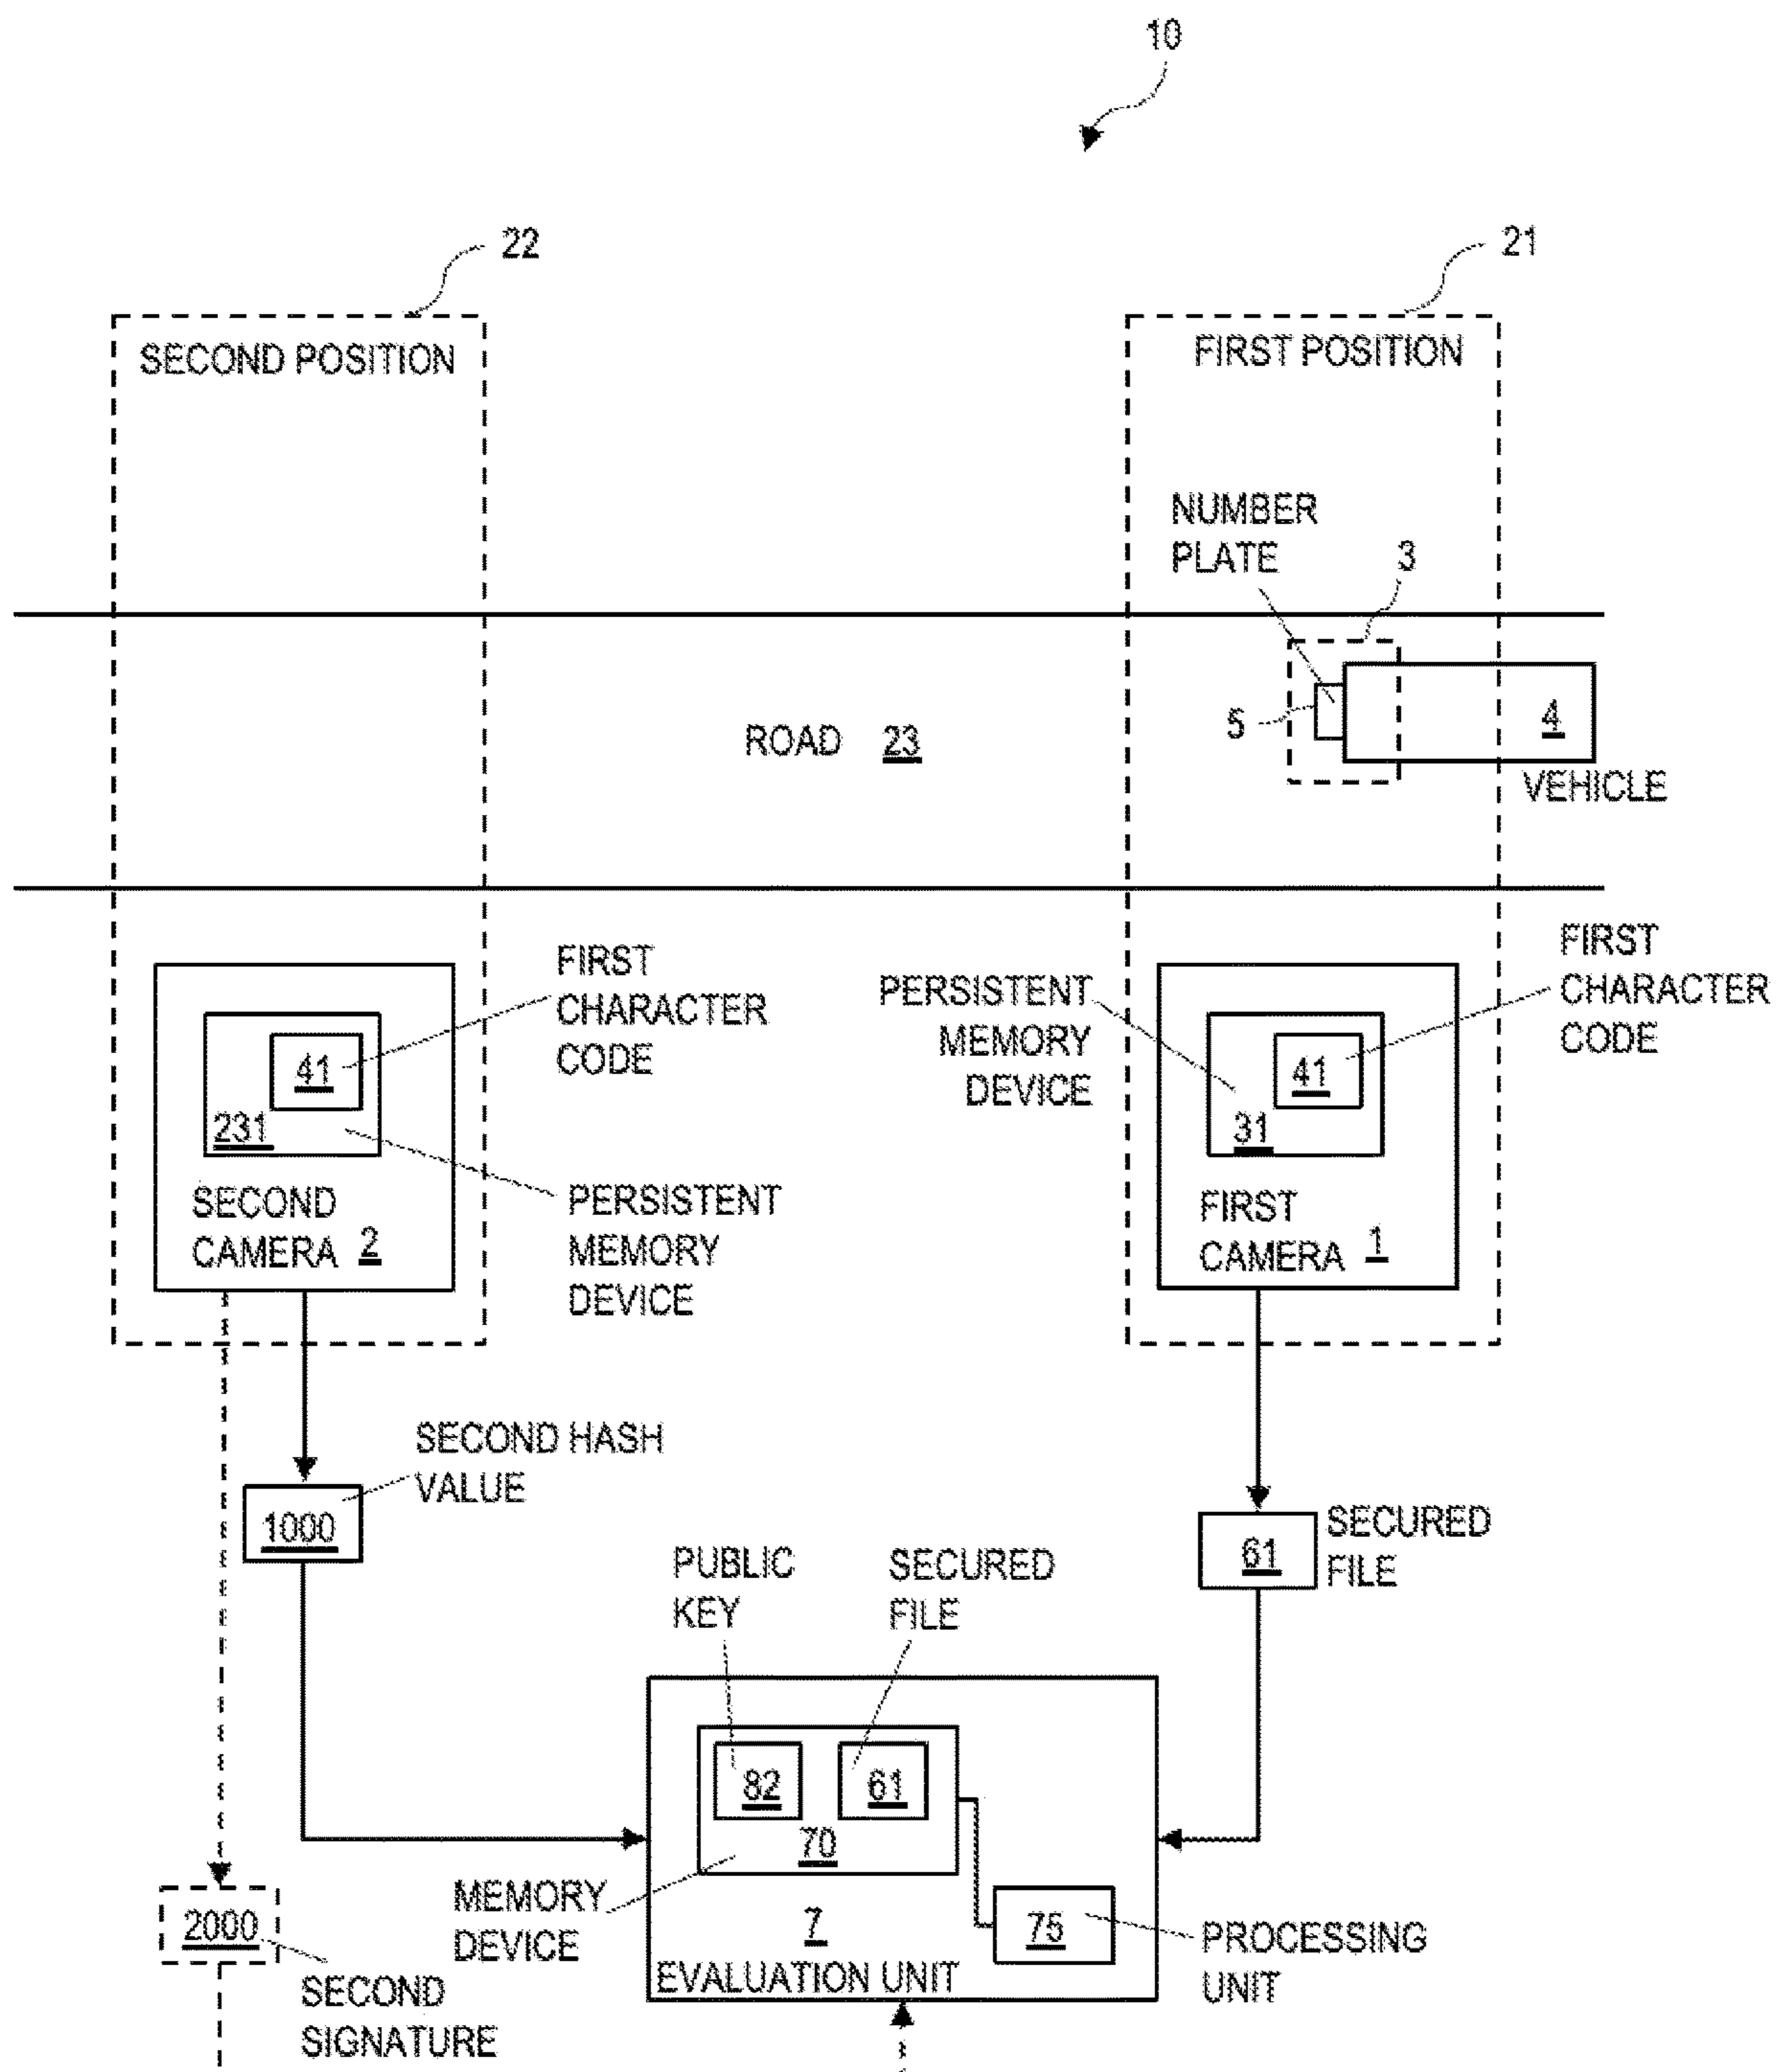 10
22
21
SECOND POSITION
FIRST POSITION
NUMBER
PLATE
3
5
4
VEHICLE
ROAD 23
FIRST
CHARACTER
CODE
41
231
PERSISTENT
MEMORY
DEVICE
SECOND
CAMERA 2
PERSISTENT
MEMORY
DEVICE
FIRST
CHARACTER
CODE
41
31
FIRST
CAMERA 1
SECOND HASH
VALUE
1000
SECURED
FILE
61
PUBLIC
KEY
SECURED
FILE
82
61
70
MEMORY
DEVICE
7
EVALUATION UNIT
75
PROCESSING
UNIT
2000
SECOND
SIGNATURE